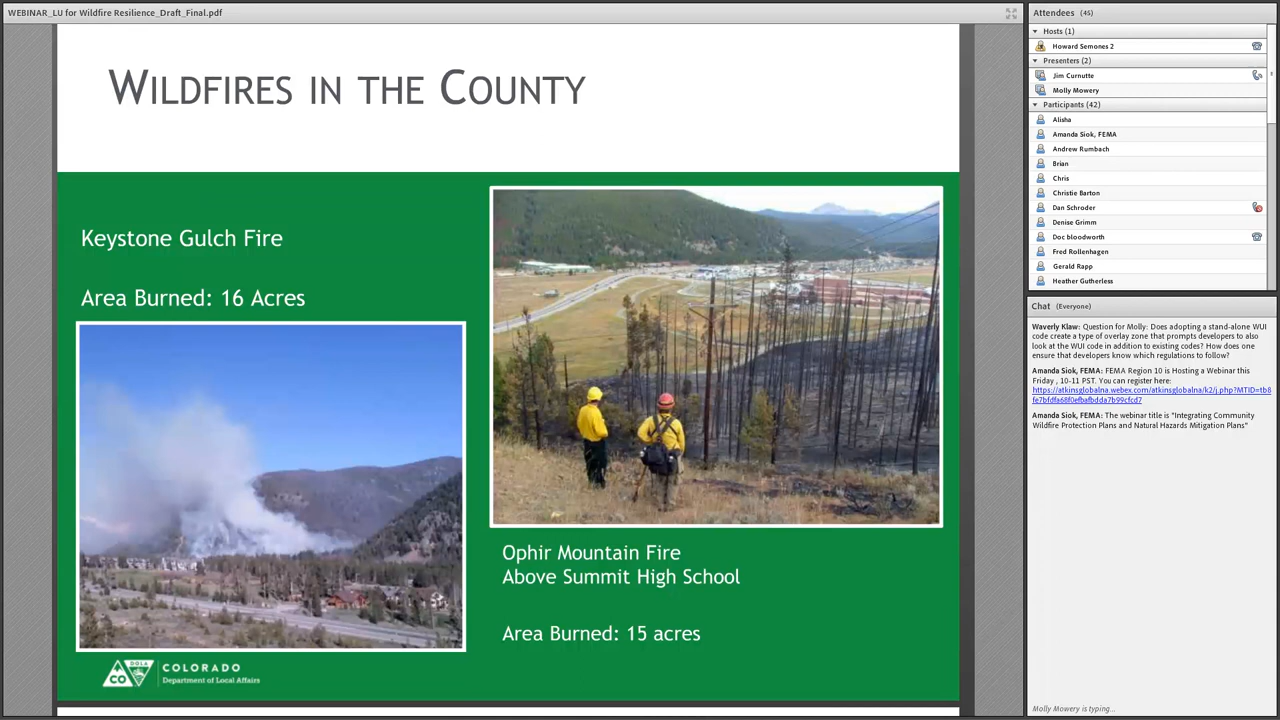 WEBINAR_LU for Wildfire Resilience_Draft_Final.pdf
WILDFIRES IN THE COUNTY
Keystone Gulch Fire
Area Burned: 16 Acres
Ophir Mountain Fire
Above Summit High School
Area Burned: 15 acres
CO
DOLA
COLORADO
Department of Local Affairs
Attendees (45)
Hosts (1)
Howard Semones 2
Presenters (2)
Jim Curnutte
Molly Mowery
Participants (42)
Alisha
Amanda Siok, FEMA
Andrew Rumbach
Brian
Chris
Christie Barton
Dan Schroder
Denise Grimm
Doc bloodworth
Fred Rollenhagen
Gerald Rapp
Heather Gutherless
Chat (Everyone)
Waverly Klaw: Question for Molly: Does adopting a stand-alone WUI
code create a type of overlay zone that prompts developers to also
look at the WUI code in addition to existing codes? How does one
ensure that developers know which regulations to follow?
Amanda Siok, FEMA: FEMA Region 10 is Hosting a Webinar this
Friday , 10-11 PST. You can register here:
https://atkinsglobalna.webex.com/atkinsglobalna/k2/j.php?MTID=tb8
Amanda Siok, FEMA: The webinar title is "Integrating Community
Wildfire Protection Plans and Natural Hazards Mitigation Plans"
Molly Mowery is typing...